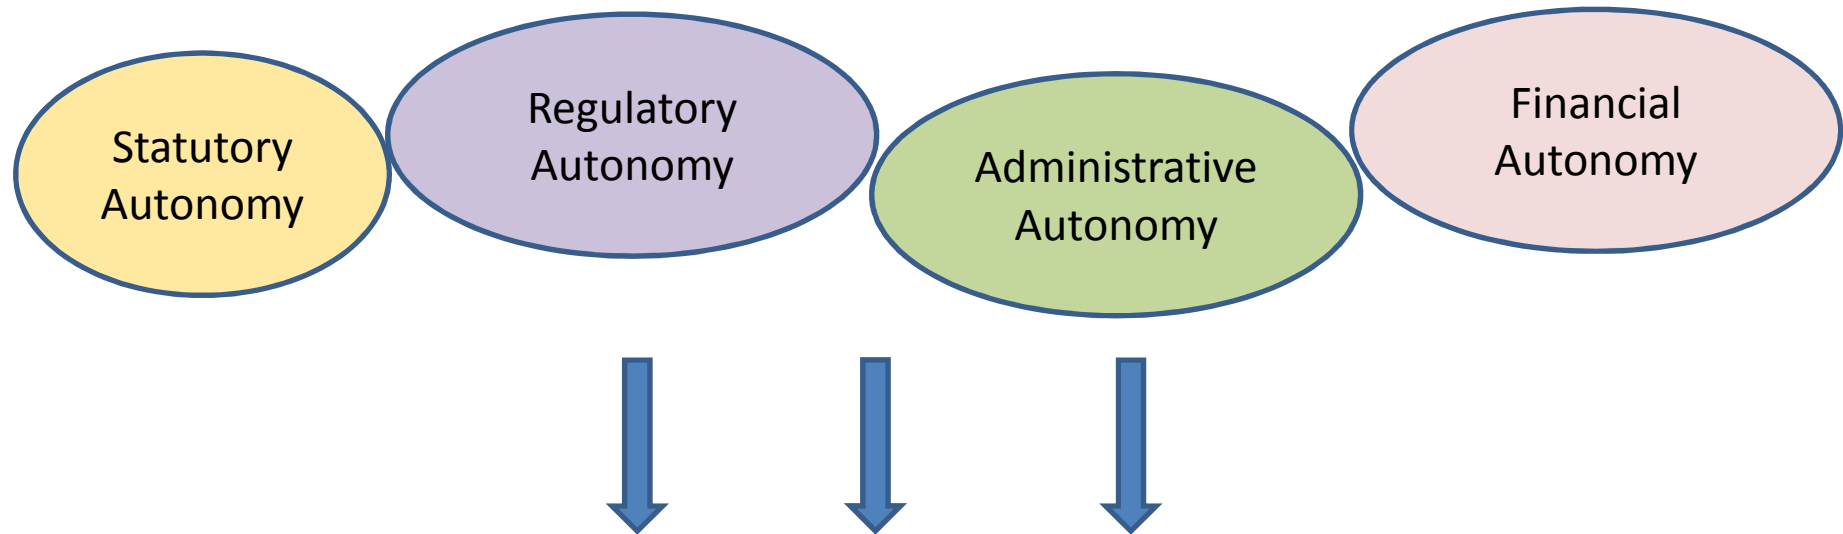 Statutory
Autonomy
Regulatory
Autonomy
Administrative
Autonomy
Financial
Autonomy